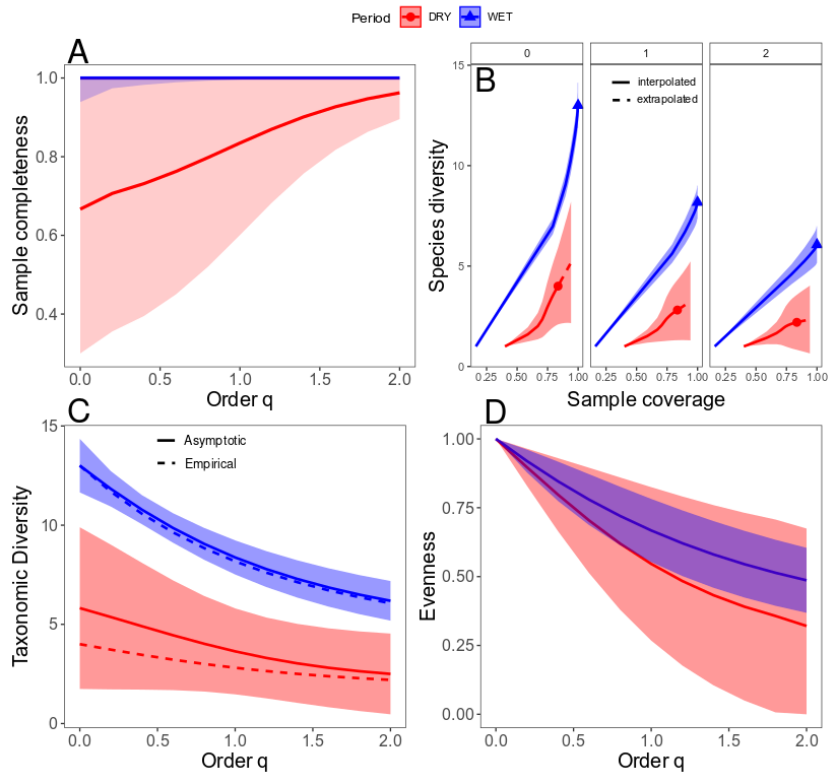 Period DRY WET
A
Sample completeness
1.0
0.8
0.6
0.4
0.0 0.5 1.0 1.5 2.0
Order q
B
0 1 2
interpolated
extrapolated
Species diversity
15
10
5
0
0.25 0.50 0.75 1.00 0.25 0.50 0.75 1.00 0.25 0.50 0.75 1.00
Sample coverage
C
Asymptotic
Empirical
Taxonomic Diversity
15
10
5
0
0.0 0.5 1.0 1.5 2.0
Order q
D
Evenness
1.00
0.75
0.50
0.25
0.00
0.0 0.5 1.0 1.5 2.0
Order q